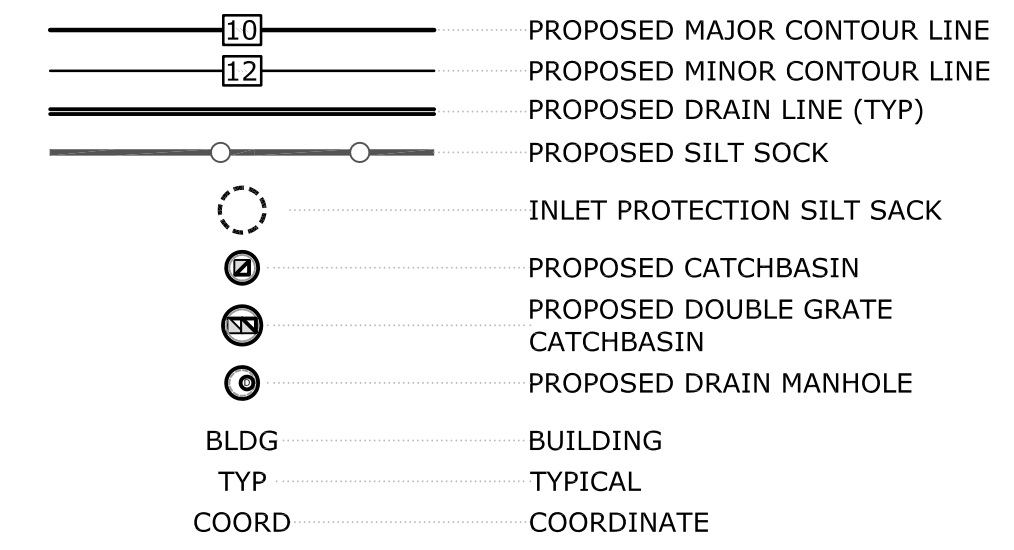 10 PROPOSED MAJOR CONTOUR LINE
12 PROPOSED MINOR CONTOUR LINE
PROPOSED DRAIN LINE (TYP)
PROPOSED SILT SOCK
INLET PROTECTION SILT SACK
PROPOSED CATCHBASIN
PROPOSED DOUBLE GRATE
CATCHBASIN
PROPOSED DRAIN MANHOLE
BLDG BUILDING
TYP TYPICAL
COORD COORDINATE